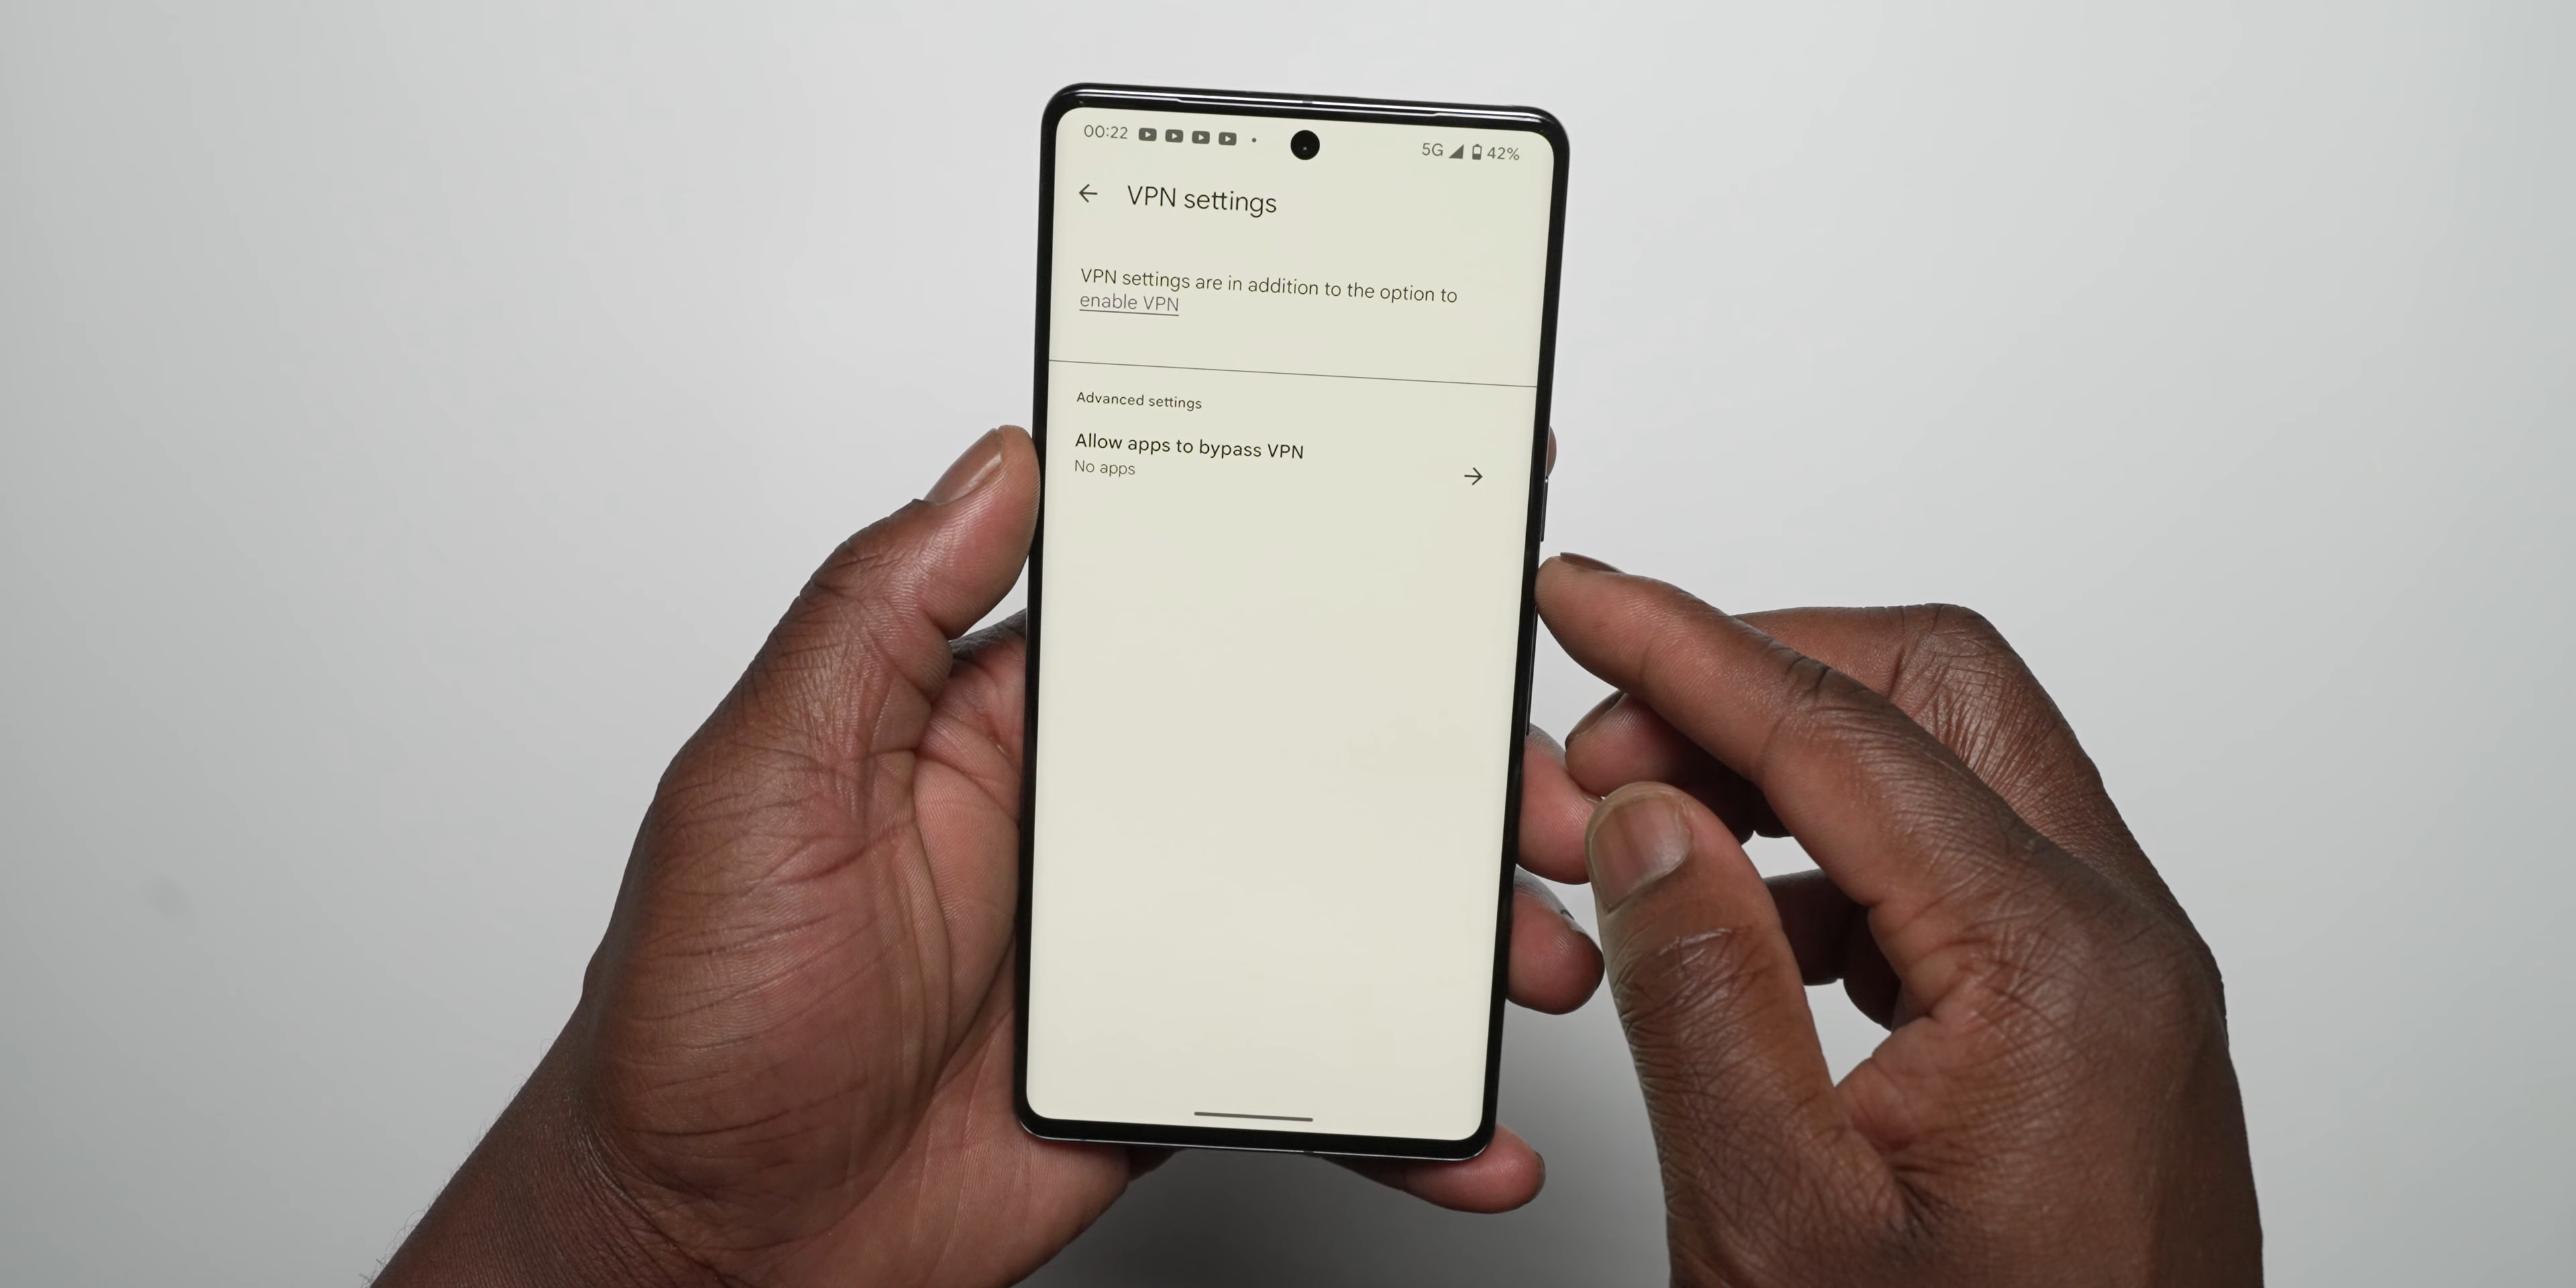 00:22
5G 42%
VPN settings
VPN settings are in addition to the option to
enable VPN
Advanced settings
Allow apps to bypass VPN
No apps